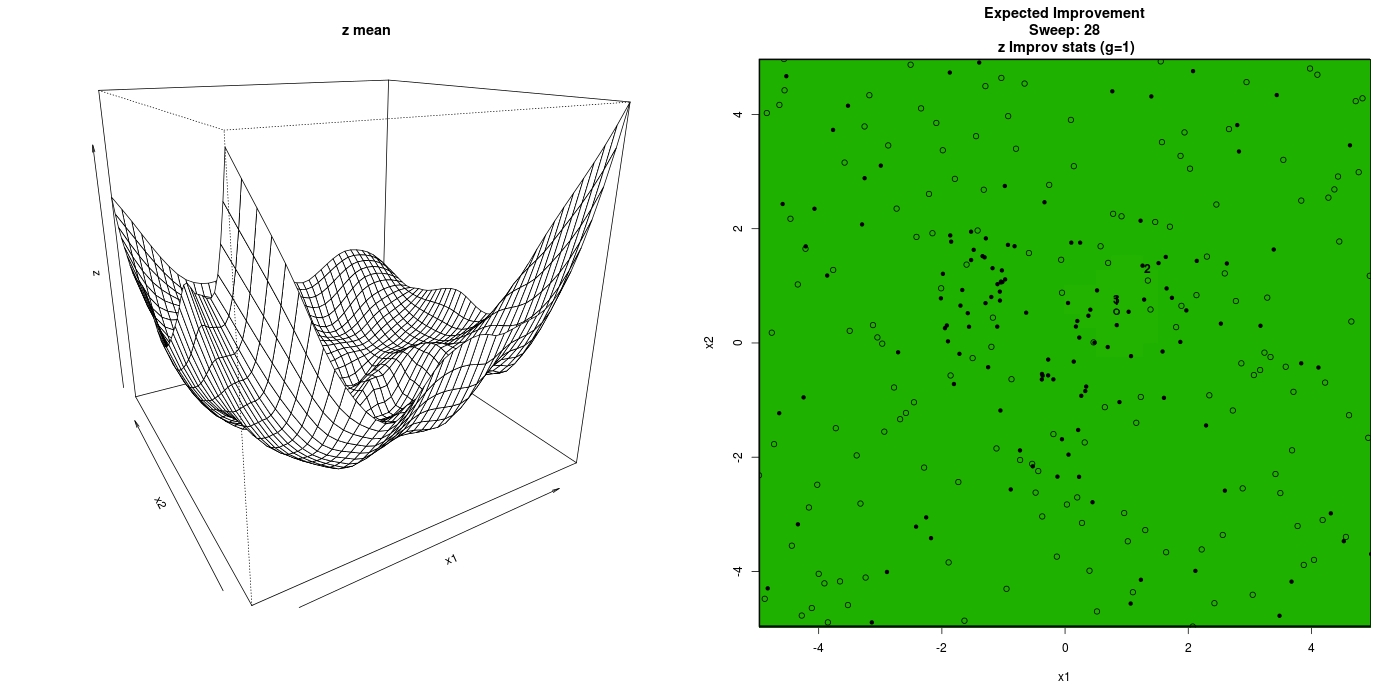 z mean
z
x2
x1
Expected Improvement
Sweep: 28
z Improv stats (g=1)
x2
4
2
0
-2
-4
2
-4
-2
0
2
4
x1